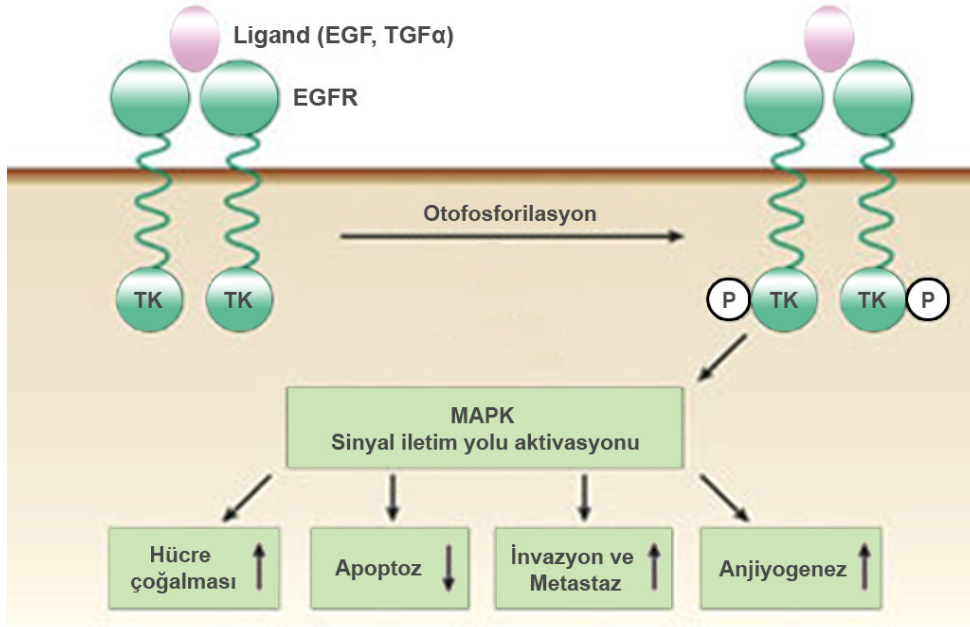 Ligand (EGF, TGFα)
EGFR
Otofosforilasyon
TK TK
P TK TK P
MAPK
Sinyal iletim yolu aktivasyonu
Hücre
çoğalması
Apoptoz
İnvazyon ve
Metastaz
Anjiyogenez